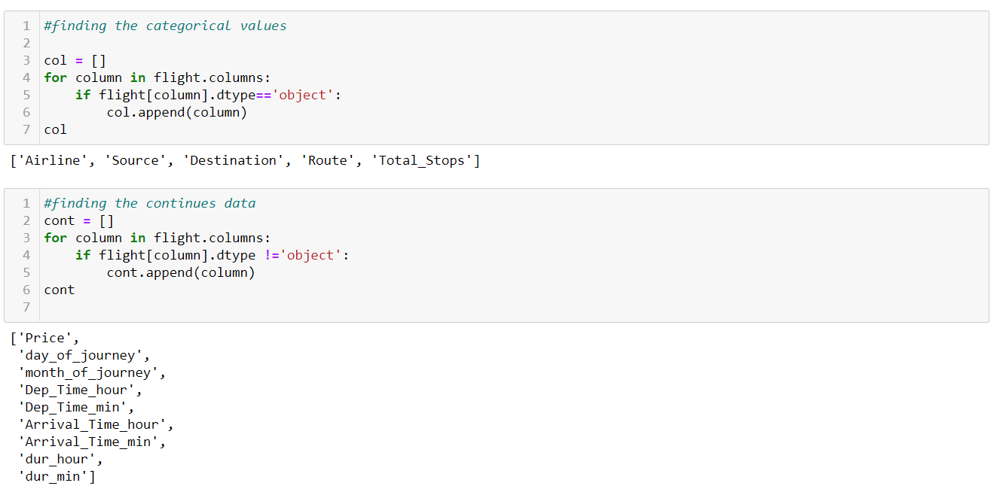 1 #finding the categorical values
2
3 col = []
4 for column in flight.columns:
5     if flight[column].dtype=='object':
6         col.append(column)
7 col
['Airline', 'Source', 'Destination', 'Route', 'Total_Stops']
1 #finding the continues data
2 cont = []
3 for column in flight.columns:
4     if flight[column].dtype !='object':
5         cont.append(column)
6 cont
7
['Price',
 'day_of_journey',
 'month_of_journey',
 'Dep_Time_hour',
 'Dep_Time_min',
 'Arrival_Time_hour',
 'Arrival_Time_min',
 'dur_hour',
 'dur_min']